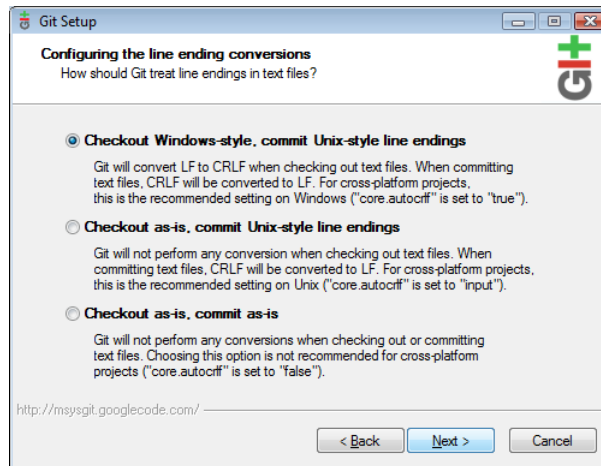 Git Setup
Configuring the line ending conversions
How should Git treat line endings in text files?
Git
Checkout Windows-style, commit Unix-style line endings
Git will convert LF to CRLF when checking out text files. When committing
text files, CRLF will be converted to LF. For cross-platform projects,
this is the recommended setting on Windows ("core.autocrlf" is set to "true").
Checkout as-is, commit Unix-style line endings
Git will not perform any conversion when checking out text files. When
committing text files, CRLF will be converted to LF. For cross-platform projects,
this is the recommended setting on Unix ("core.autocrlf" is set to "input").
Checkout as-is, commit as-is
Git will not perform any conversions when checking out or committing
text files. Choosing this option is not recommended for cross-platform
projects ("core.autocrlf" is set to "false").
http://msysgit.googlecode.com/
< Back Next > Cancel